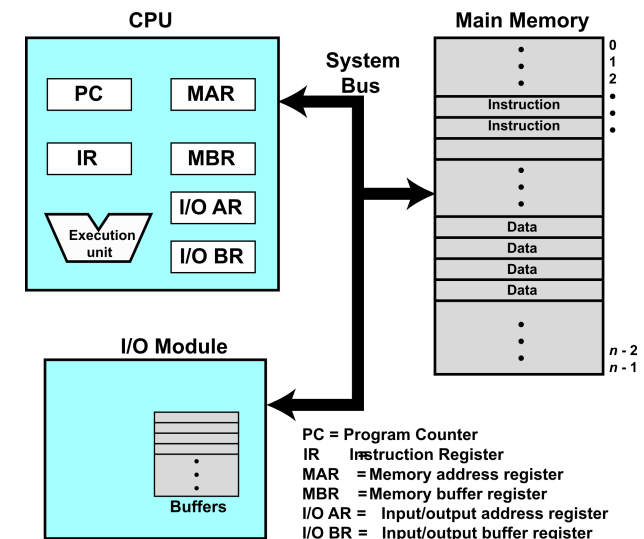 CPU
Main Memory
System
Bus
PC
MAR
IR
MBR
I/O AR
I/O BR
Execution
unit
0
1
2
Instruction
Instruction
Data
Data
Data
Data
n - 2
n - 1
I/O Module
Buffers
PC = Program Counter
IR = Instruction Register
MAR = Memory address register
MBR = Memory buffer register
I/O AR = Input/output address register
I/O BR = Input/output buffer register